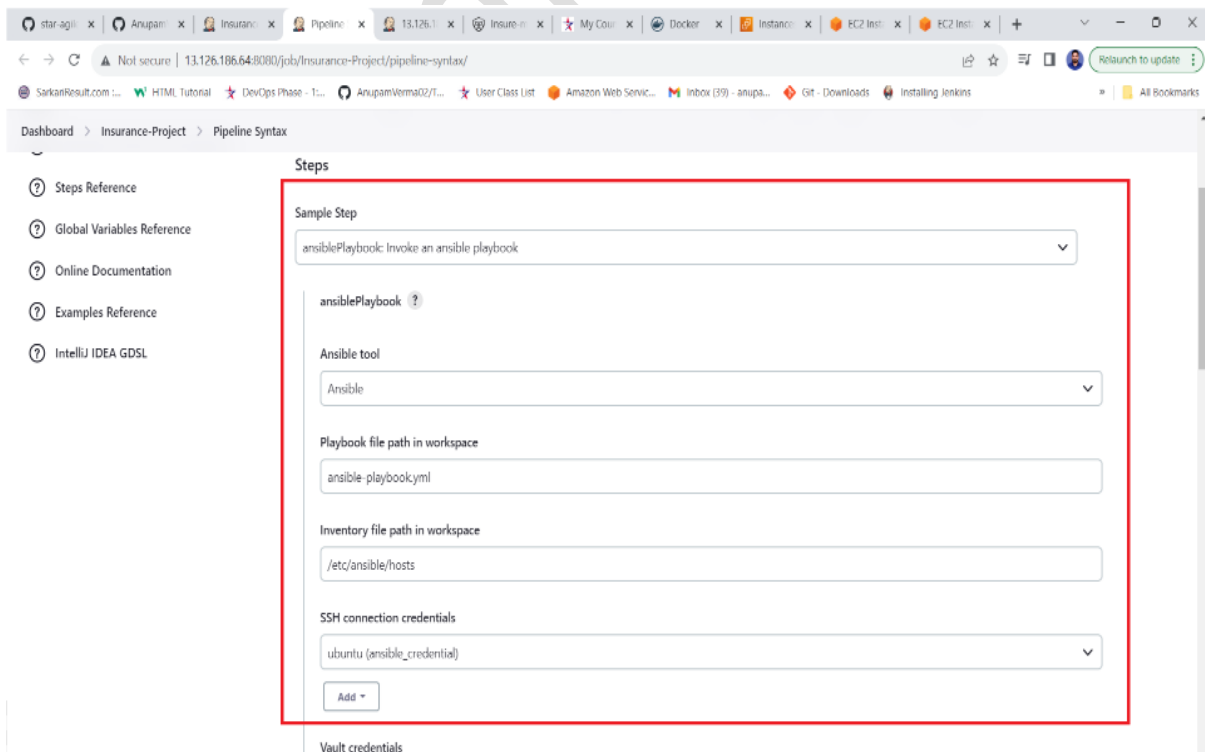 star-agil
Anupam
Insuranc
Pipeline
13.126.1
Insure-m
My Cour
Docker
Instance
EC2 Inst
EC2 Inst
Not secure | 13.126.186.64:8080/job/Insurance-Project/pipeline-syntax/
Relaunch to update
SarkariResult.com :...
HTML Tutorial
DevOps Phase - 1:...
AnupamVerma02/T...
User Class List
Amazon Web Servic...
Inbox (39) - anupa...
Git - Downloads
Installing Jenkins
»
All Bookmarks
Dashboard > Insurance-Project > Pipeline Syntax
Steps Reference
Global Variables Reference
Online Documentation
Examples Reference
IntelliJ IDEA GDSL
Steps
Sample Step
ansiblePlaybook: Invoke an ansible playbook
ansiblePlaybook ?
Ansible tool
Ansible
Playbook file path in workspace
ansible-playbook.yml
Inventory file path in workspace
/etc/ansible/hosts
SSH connection credentials
ubuntu (ansible_credential)
Add
Vault credentials